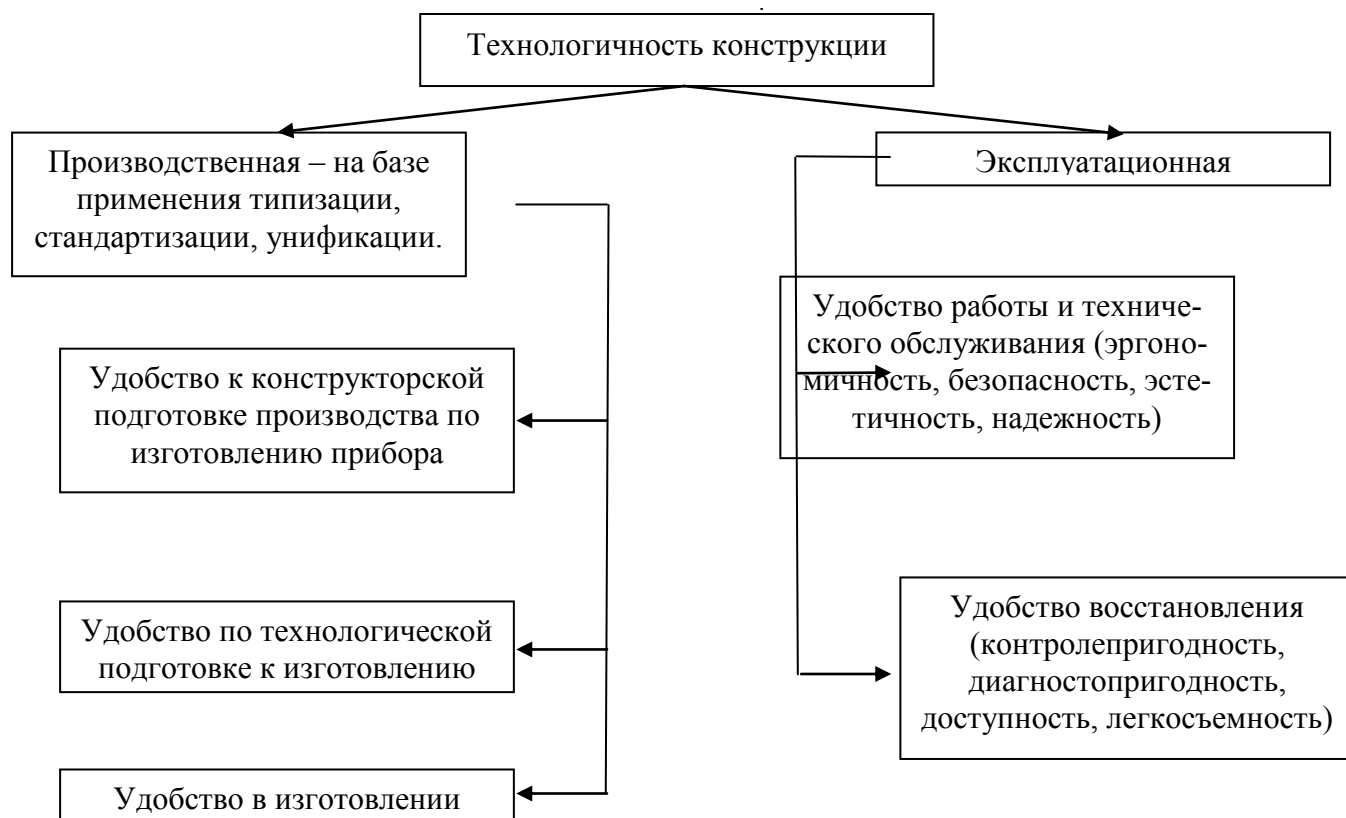 Технологичность конструкции
Производственная – на базе
применения типизации,
стандартизации, унификации.
Эксплуатационная
Удобство работы и техниче-
ского обслуживания (эргоно-
мичность, безопасность, эсте-
тичность, надежность)
Удобство к конструкторской
подготовке производства по
изготовлению прибора
Удобство по технологической
подготовке к изготовлению
Удобство восстановления
(контролепригодность,
диагностопригодность,
доступность, легкосъемность)
Удобство в изготовлении